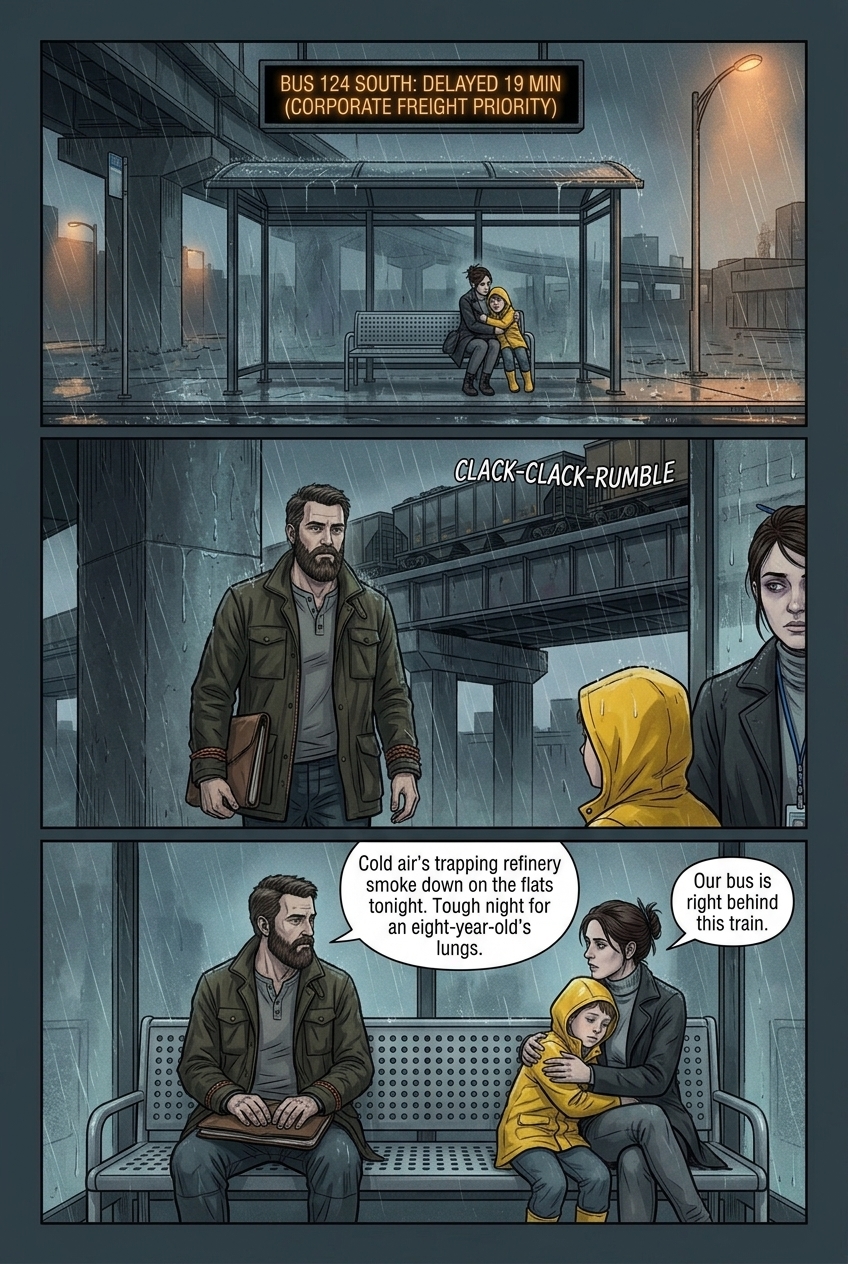 BUS 124 SOUTH: DELAYED 19 MIN
(CORPORATE FREIGHT PRIORITY)
CLACK-CLACK-RUMBLE
Cold air's trapping refinery
smoke down on the flats
tonight. Tough night for
an eight-year-old's
lungs.
Our bus is
right behind
this train.